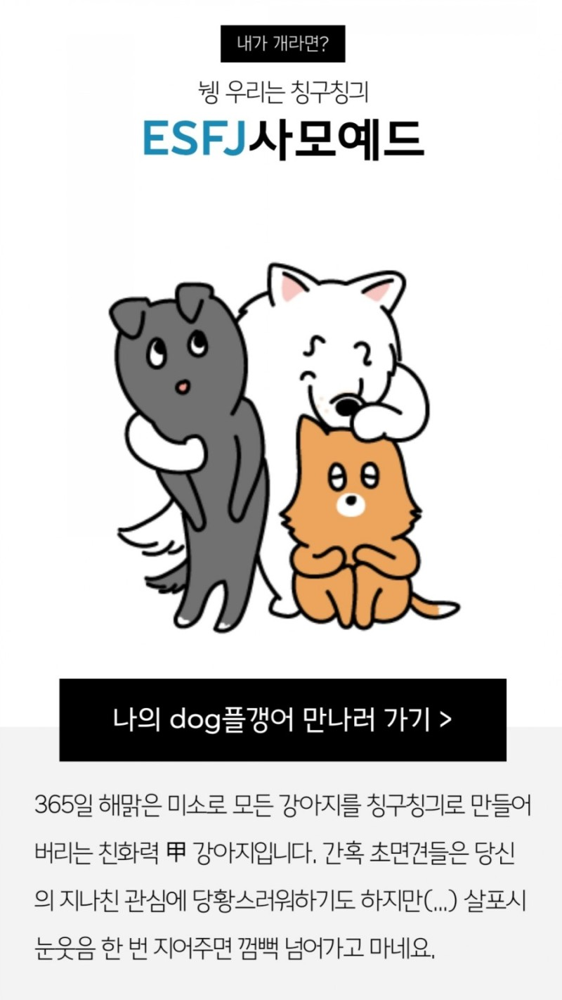 내가 개라면?
뉑 우리는 칭구칭긔
ESFJ사모예드
나의 dog플갱어 만나러 가기 >
365일 해맑은 미소로 모든 강아지를 칭구칭긔로 만들어
버리는 친화력 甲 강아지입니다. 간혹 초면견들은 당신
의 지나친 관심에 당황스러워하기도 하지만(...) 살포시
눈웃음 한 번 지어주면 껌뻑 넘어가고 마네요.